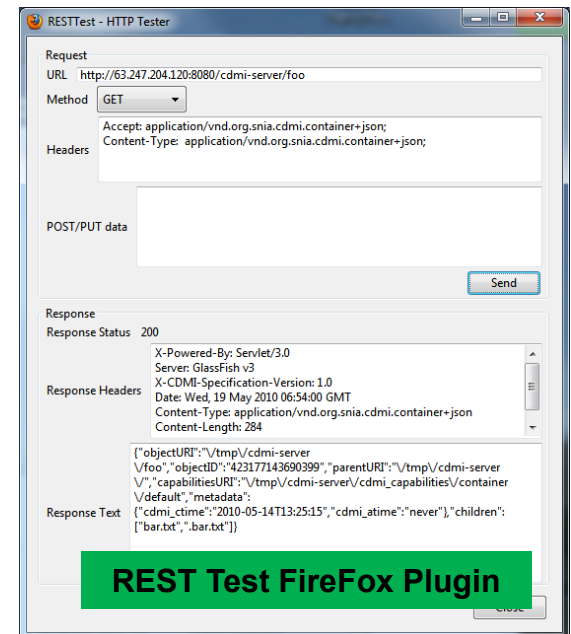 RESTTest - HTTP Tester
Request
URL http://63.247.204.120:8080/cdmi-server/foo
Method GET
Headers
Accept: application/vnd.org.snia.cdmi.container+json;
Content-Type: application/vnd.org.snia.cdmi.container+json;
POST/PUT data
Send
Response
Response Status 200
Response Headers
X-Powered-By: Servlet/3.0
Server: GlassFish v3
X-CDMI-Specification-Version: 1.0
Date: Wed, 19 May 2010 06:54:00 GMT
Content-Type: application/vnd.org.snia.cdmi.container+json
Content-Length: 284
Response Text
{"objectURI":"\/tmp\/cdmi-server
\/foo","objectID":"423177143690399","parentURI":"\/tmp\/cdmi-server
\/","capabilitiesURI":"\/tmp\/cdmi-server\/cdmi_capabilities\/container
\/default","metadata":
{"cdmi_ctime":"2010-05-14T13:25:15","cdmi_atime":"never"},"children":
["bar.txt",".bar.txt"]}
REST Test FireFox Plugin
Close